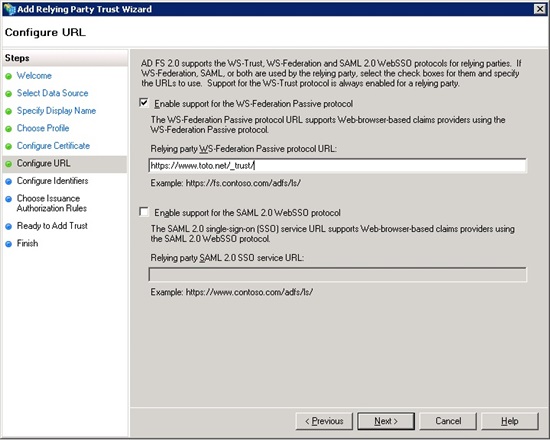 Add Relying Party Trust Wizard
Configure URL
Steps
Welcome
Select Data Source
Specify Display Name
Choose Profile
Configure Certificate
Configure URL
Configure Identifiers
Choose Issuance
Authorization Rules
Ready to Add Trust
Finish
AD FS 2.0 supports the WS-Trust, WS-Federation and SAML 2.0 WebSSO protocols for relying parties. If
WS-Federation, SAML, or both are used by the relying party, select the check boxes for them and specify
the URLs to use. Support for the WS-Trust protocol is always enabled for a relying party.
Enable support for the WS-Federation Passive protocol
The WS-Federation Passive protocol URL supports Web-browser-based claims providers using the
WS-Federation Passive protocol.
Relying party WS-Federation Passive protocol URL:
https://www.toto.net/_trust/
Example: https://fs.contoso.com/adfs/ls/
Enable support for the SAML 2.0 WebSSO protocol
The SAML 2.0 single-sign-on (SSO) service URL supports Web-browser-based claims providers using
the SAML 2.0 WebSSO protocol.
Relying party SAML 2.0 SSO service URL:
Example: https://www.contoso.com/adfs/ls/
< Previous
Next >
Cancel
Help